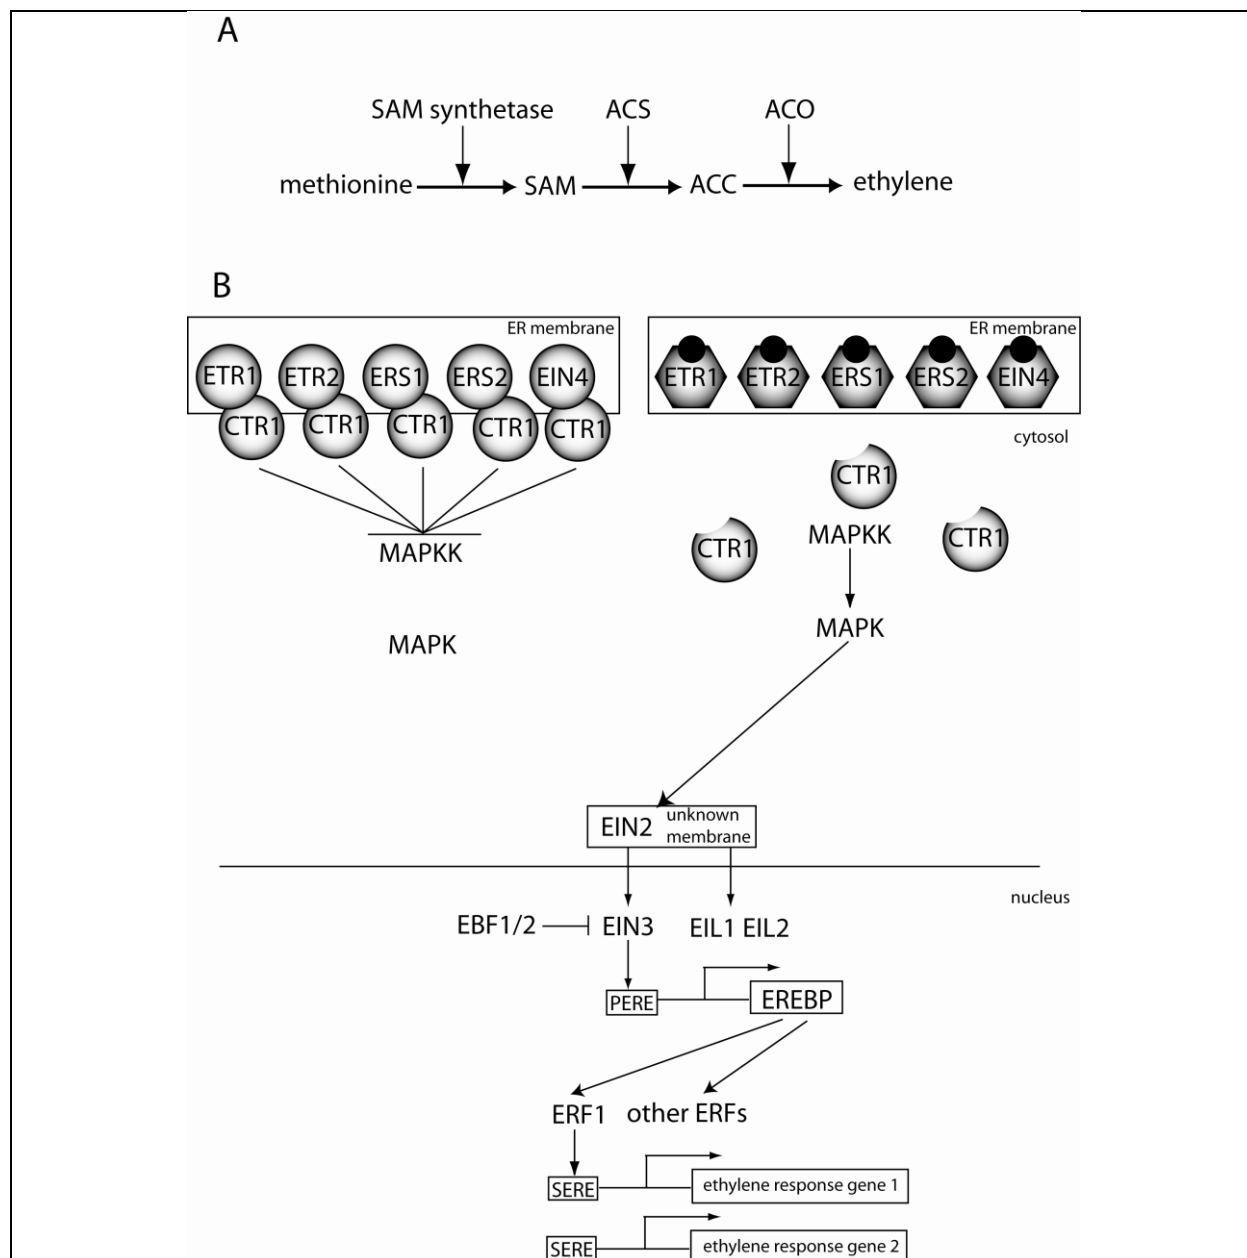 A
SAM synthetase ACS ACO
methionine SAM ACC ethylene
B
ER membrane
ETR1 ETR2 ERS1 ERS2 EIN4
CTR1 CTR1 CTR1 CTR1 CTR1
MAPKK
MAPK
ER membrane
ETR1 ETR2 ERS1 ERS2 EIN4
cytosol
CTR1
CTR1 MAPKK CTR1
MAPK
EIN2 unknown
membrane
nucleus
EBF1/2 EIN3 EIL1 EIL2
PERE EREBP
ERF1 other ERFs
SERE ethylene response gene 1
SERE ethylene response gene 2